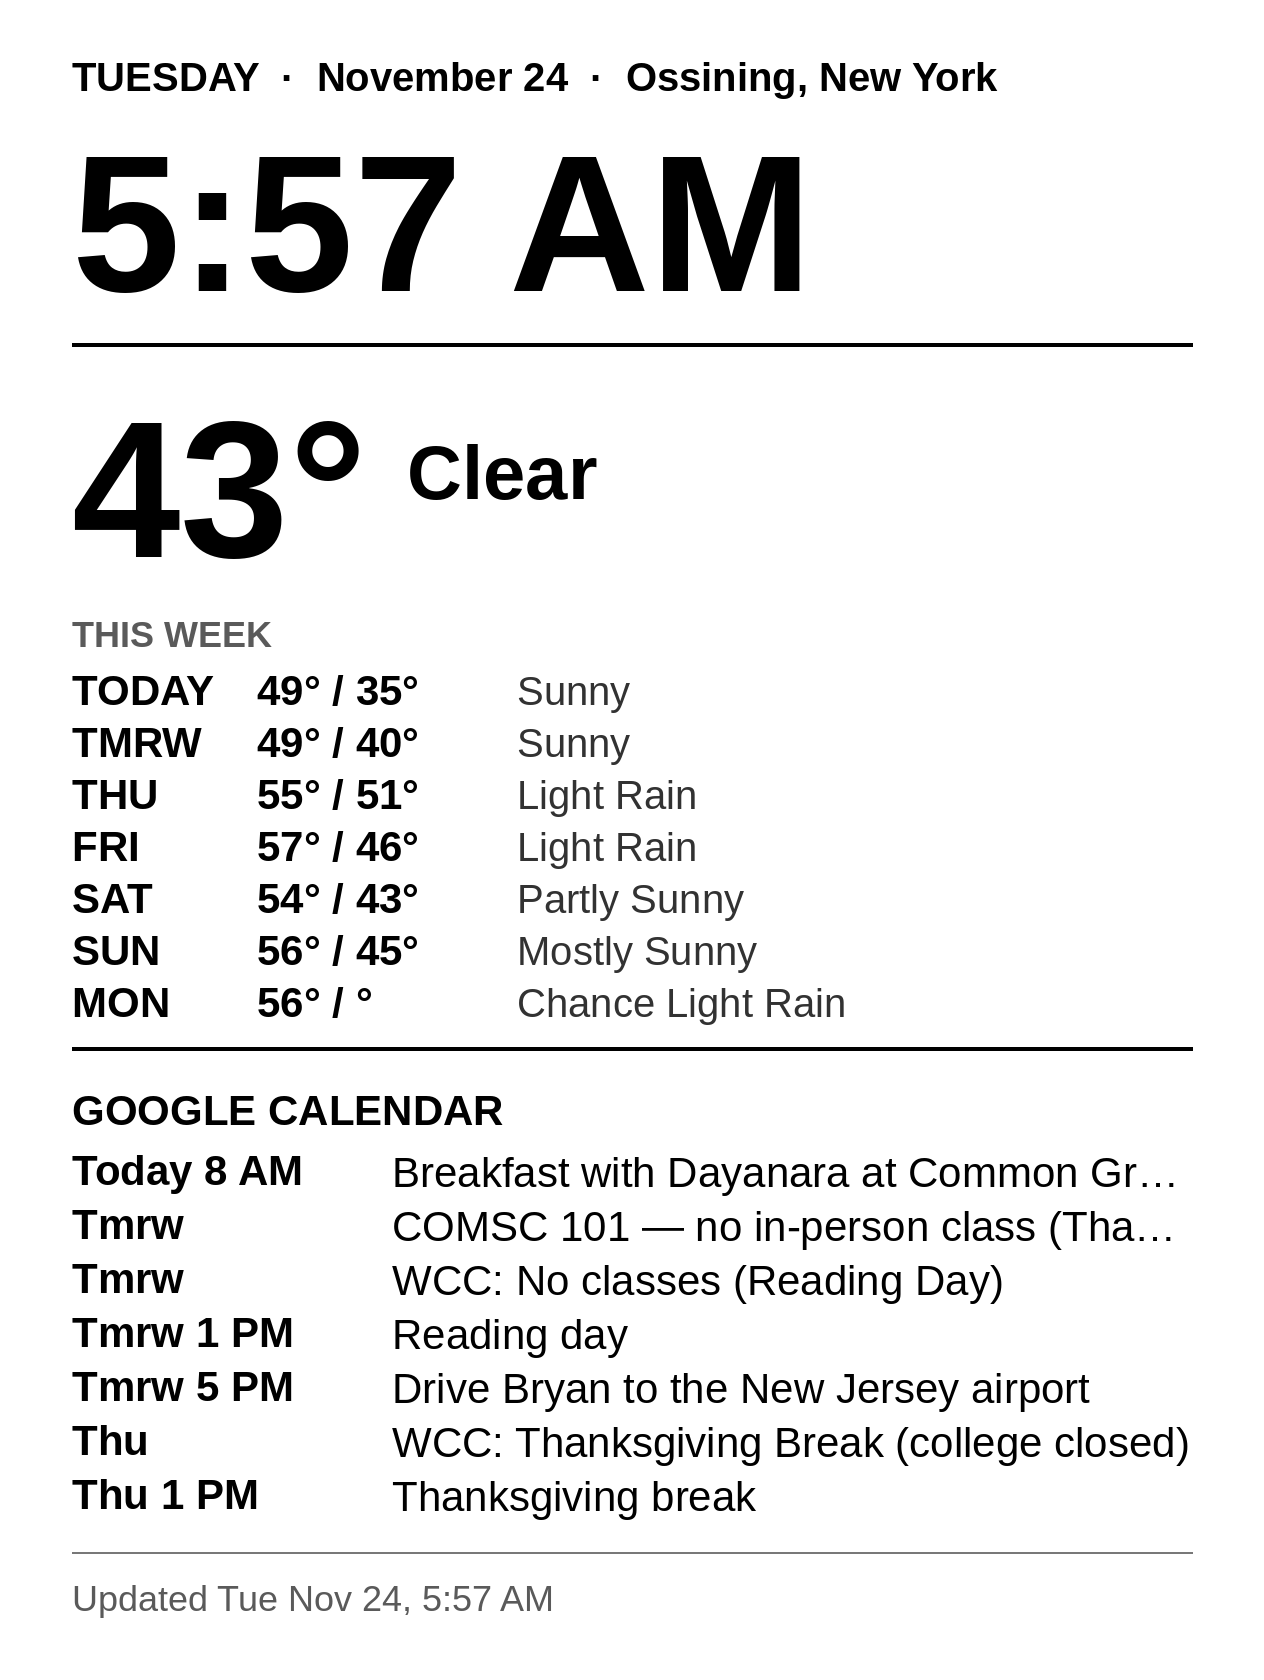 TUESDAY · November 24 · Ossining, New York
5:57 AM
43° Clear
THIS WEEK
TODAY 49° / 35° Sunny
TMRW 49° / 40° Sunny
THU 55° / 51° Light Rain
FRI 57° / 46° Light Rain
SAT 54° / 43° Partly Sunny
SUN 56° / 45° Mostly Sunny
MON 56° / ° Chance Light Rain
GOOGLE CALENDAR
Today 8 AM Breakfast with Dayanara at Common Gr…
Tmrw COMSC 101 — no in-person class (Tha…
Tmrw WCC: No classes (Reading Day)
Tmrw 1 PM Reading day
Tmrw 5 PM Drive Bryan to the New Jersey airport
Thu WCC: Thanksgiving Break (college closed)
Thu 1 PM Thanksgiving break
Updated Tue Nov 24, 5:57 AM